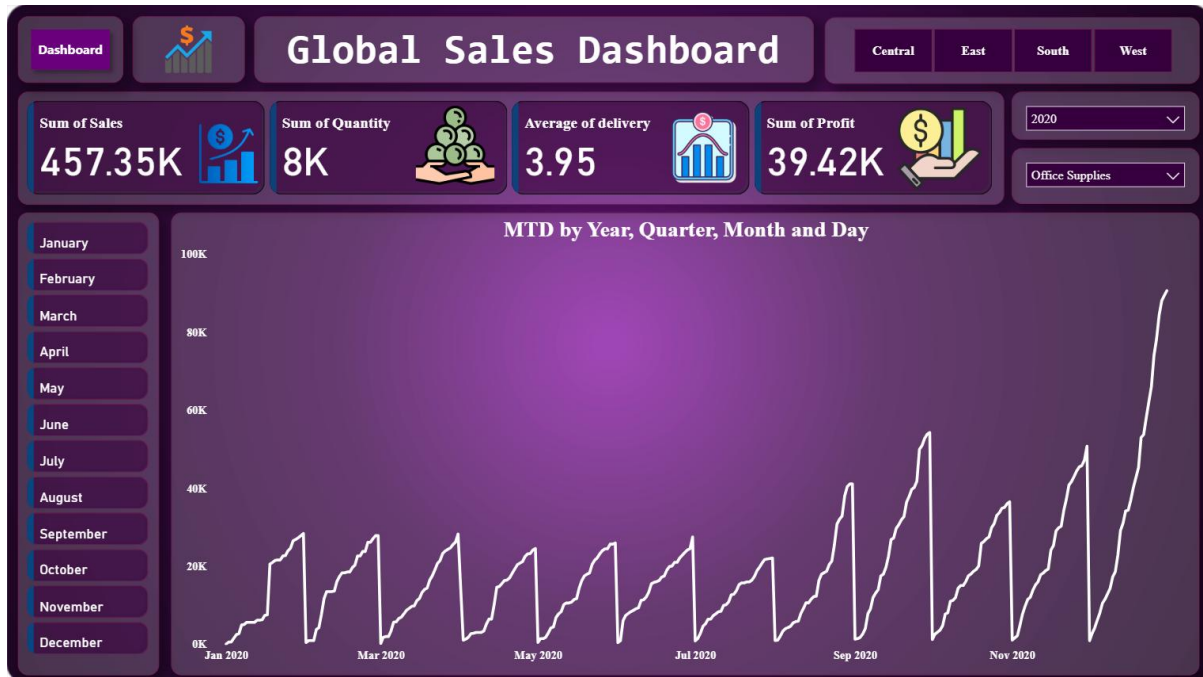 Dashboard
$
Global Sales Dashboard
Central East South West
Sum of Sales
457.35K
$
Sum of Quantity
8K
Average of delivery
3.95
$
Sum of Profit
39.42K
$
2020
Office Supplies
January
February
March
April
May
June
July
August
September
October
November
December
MTD by Year, Quarter, Month and Day
100K
80K
60K
40K
20K
0K
Jan 2020 Mar 2020 May 2020 Jul 2020 Sep 2020 Nov 2020